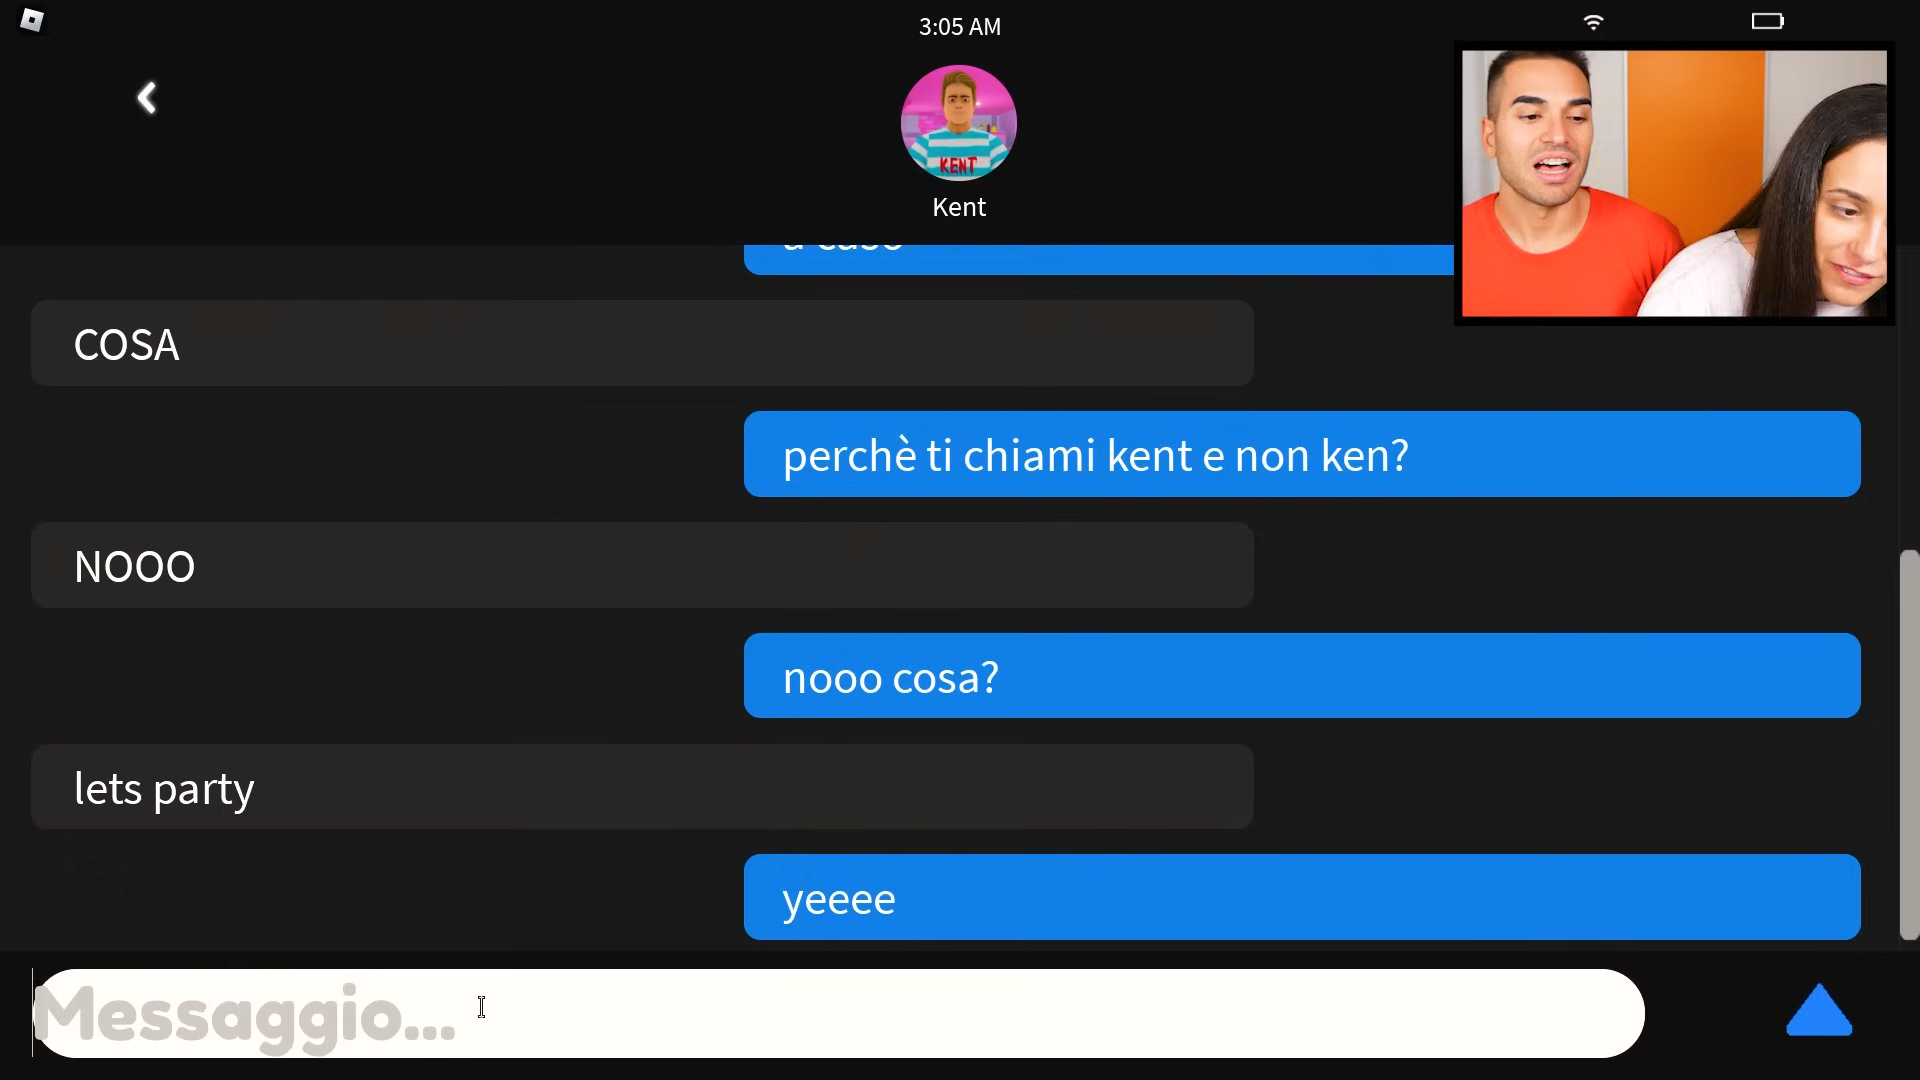 3:05 AM
KENT
Kent
a caso
COSA
perchè ti chiami kent e non ken?
NOOO
nooo cosa?
lets party
yeeee
Messaggio...